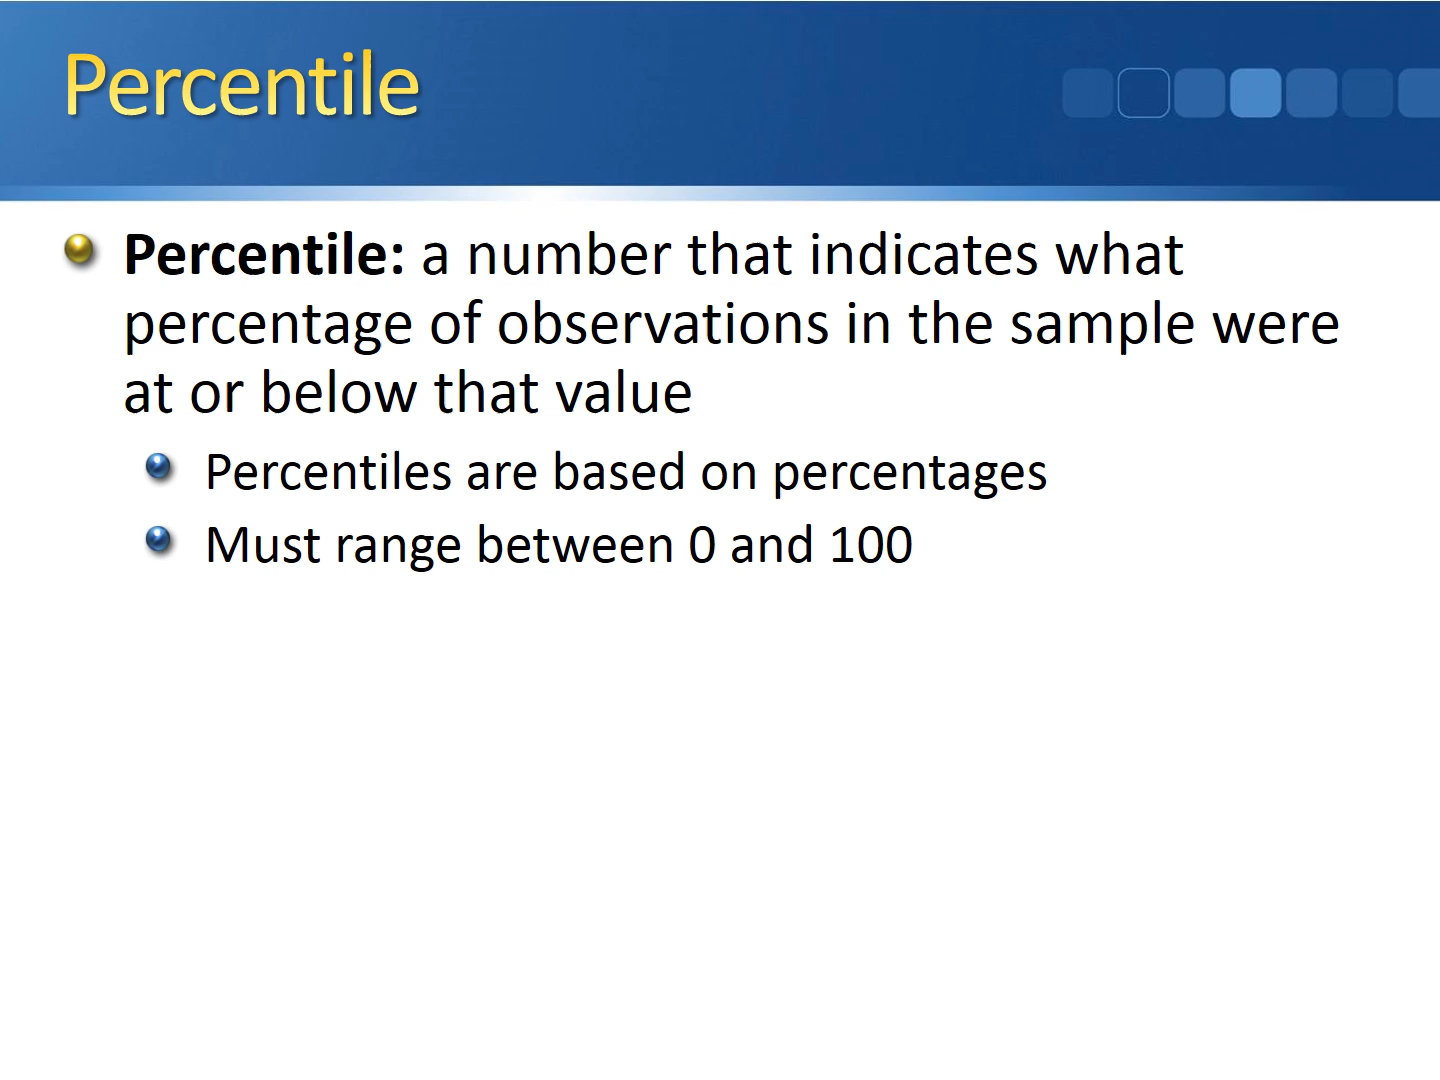 Percentile
Percentile: a number that indicates what
percentage of observations in the sample were
at or below that value
Percentiles are based on percentages
Must range between 0 and 100